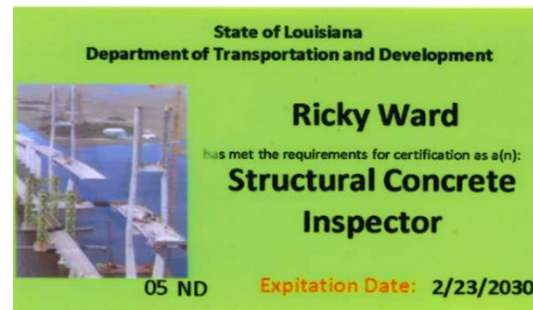 State of Louisiana
Department of Transportation and Development
Ricky Ward
has met the requirements for certification as a(n):
Structural Concrete
Inspector
05 ND Expitation Date: 2/23/2030